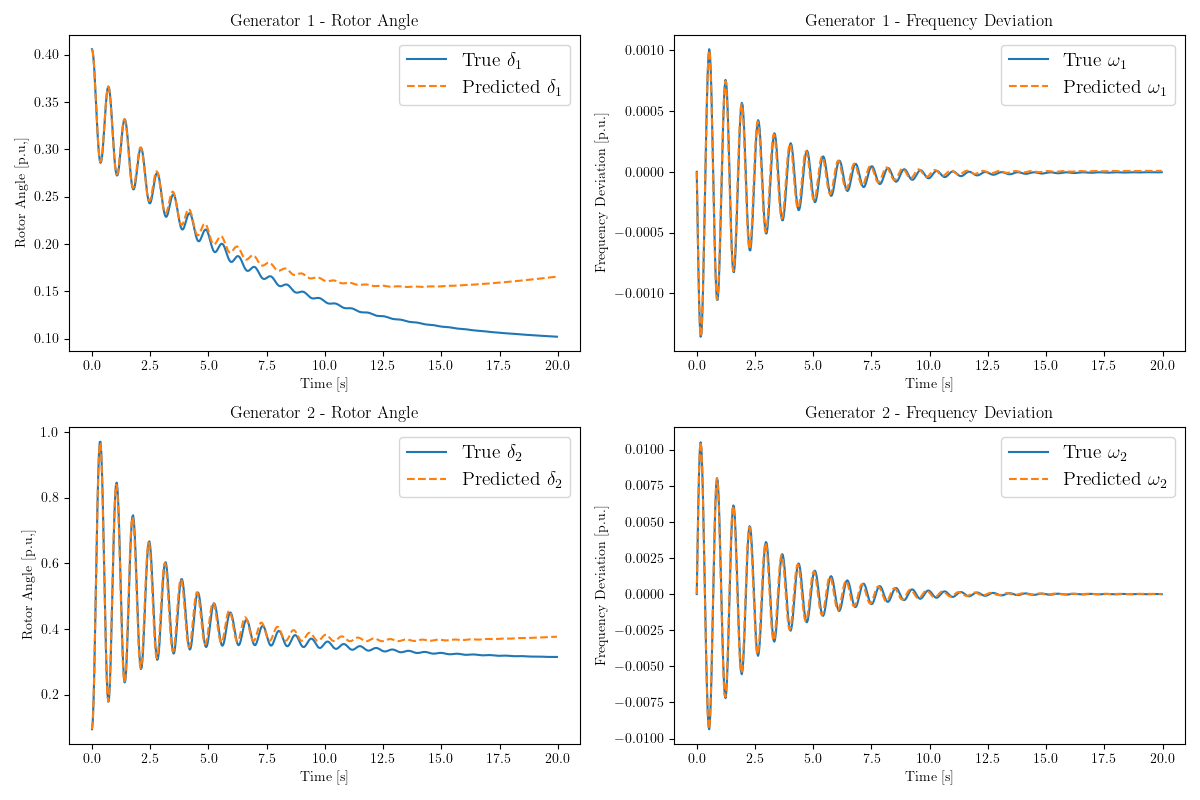 Generator 1 - Rotor Angle
True δ₁
Predicted δ₁
0.40
0.35
0.30
0.25
0.20
0.15
0.10
Rotor Angle [p.u.]
0.0 2.5 5.0 7.5 10.0 12.5 15.0 17.5 20.0
Time [s]
Generator 1 - Frequency Deviation
True ω₁
Predicted ω₁
0.0010
0.0005
0.0000
−0.0005
−0.0010
Frequency Deviation [p.u.]
0.0 2.5 5.0 7.5 10.0 12.5 15.0 17.5 20.0
Time [s]
Generator 2 - Rotor Angle
True δ₂
Predicted δ₂
1.0
0.8
0.6
0.4
0.2
Rotor Angle [p.u.]
0.0 2.5 5.0 7.5 10.0 12.5 15.0 17.5 20.0
Time [s]
Generator 2 - Frequency Deviation
True ω₂
Predicted ω₂
0.0100
0.0075
0.0050
0.0025
0.0000
−0.0025
−0.0050
−0.0075
−0.0100
Frequency Deviation [p.u.]
0.0 2.5 5.0 7.5 10.0 12.5 15.0 17.5 20.0
Time [s]